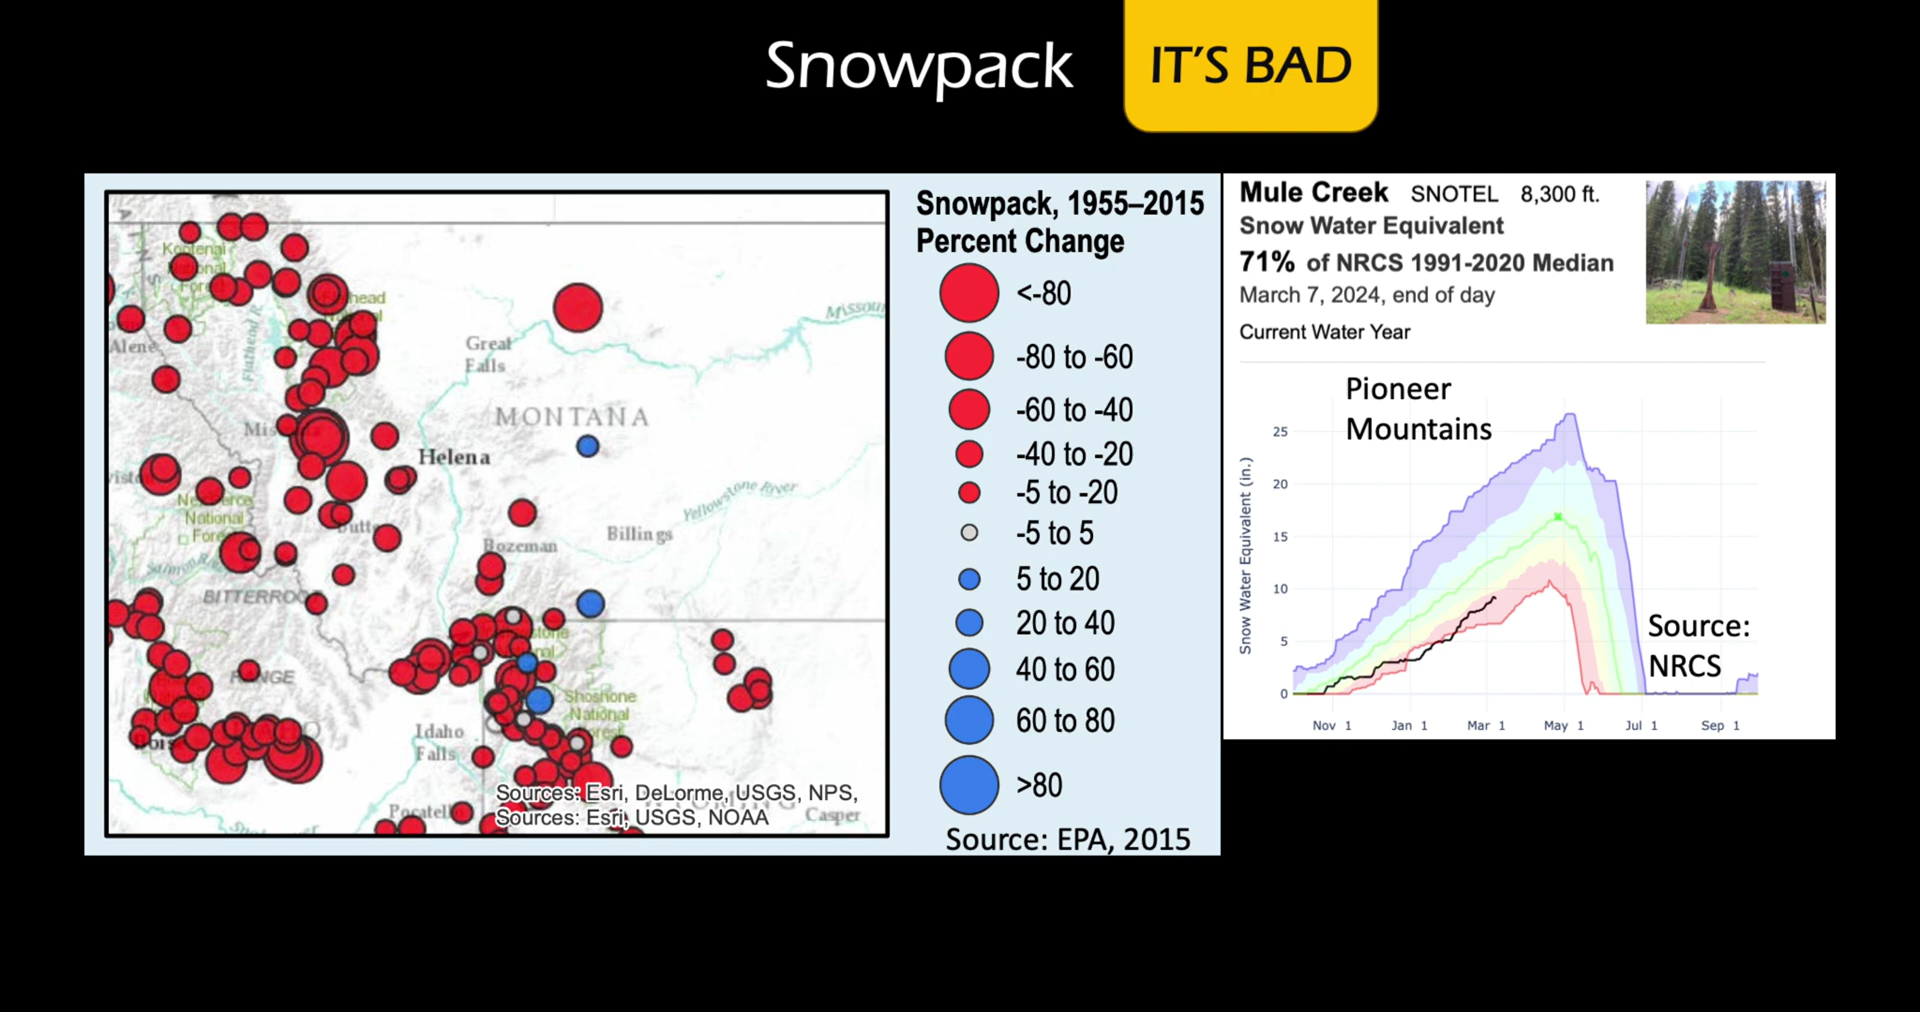 Snowpack
IT'S BAD
Kootenai
National
Forest
Flathead R.
Alene
Great
Falls
Missouri
MONTANA
Helena
Yellowstone River
Billings
Bozeman
Nez Perce
National
Forest
BITTERROOT
RANGE
Shoshone
National
Forest
Idaho
Falls
Pocatello
Casper
Sources: Esri, DeLorme, USGS, NPS,
Sources: Esri, USGS, NOAA
Snowpack, 1955–2015
Percent Change
<-80
-80 to -60
-60 to -40
-40 to -20
-5 to -20
-5 to 5
5 to 20
20 to 40
40 to 60
60 to 80
>80
Source: EPA, 2015
Mule Creek SNOTEL 8,300 ft.
Snow Water Equivalent
71% of NRCS 1991-2020 Median
March 7, 2024, end of day
Current Water Year
Pioneer
Mountains
Snow Water Equivalent (in.)
25
20
15
10
5
0
Nov 1 Jan 1 Mar 1 May 1 Jul 1 Sep 1
Source:
NRCS